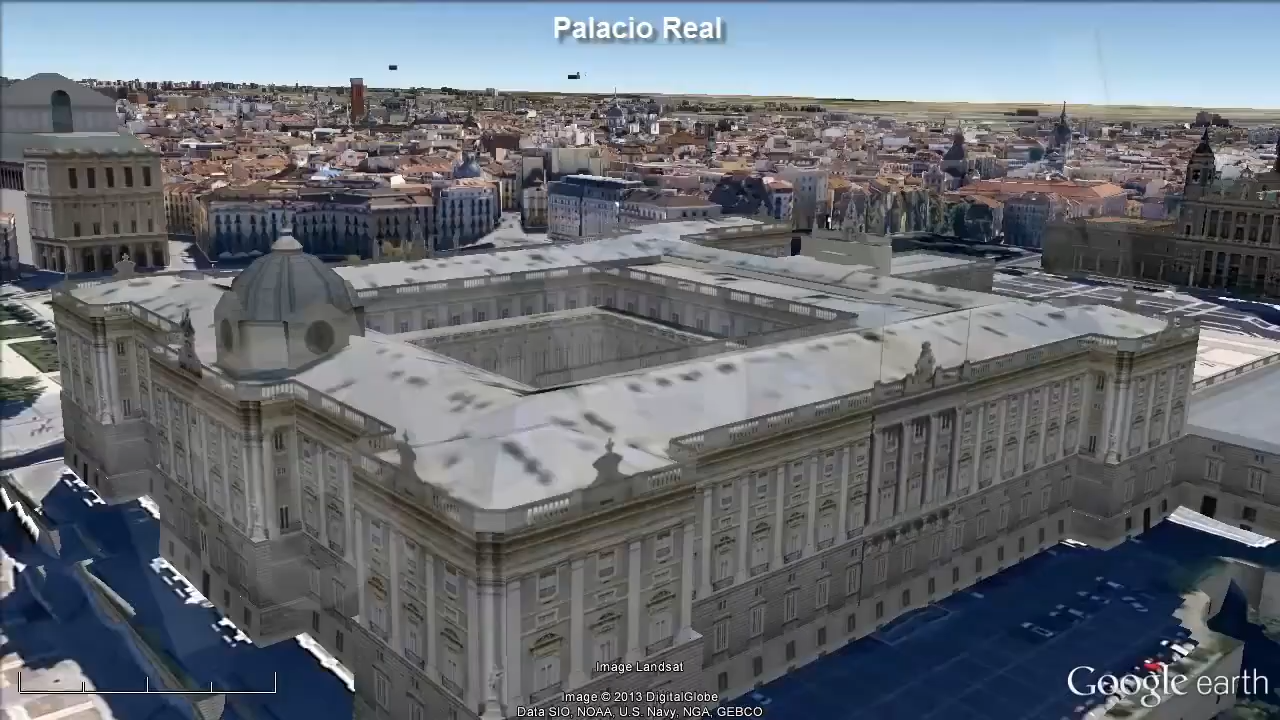 Palacio Real
Image Landsat
Image © 2013 DigitalGlobe
Data SIO, NOAA, U.S. Navy, NGA, GEBCO
Google earth